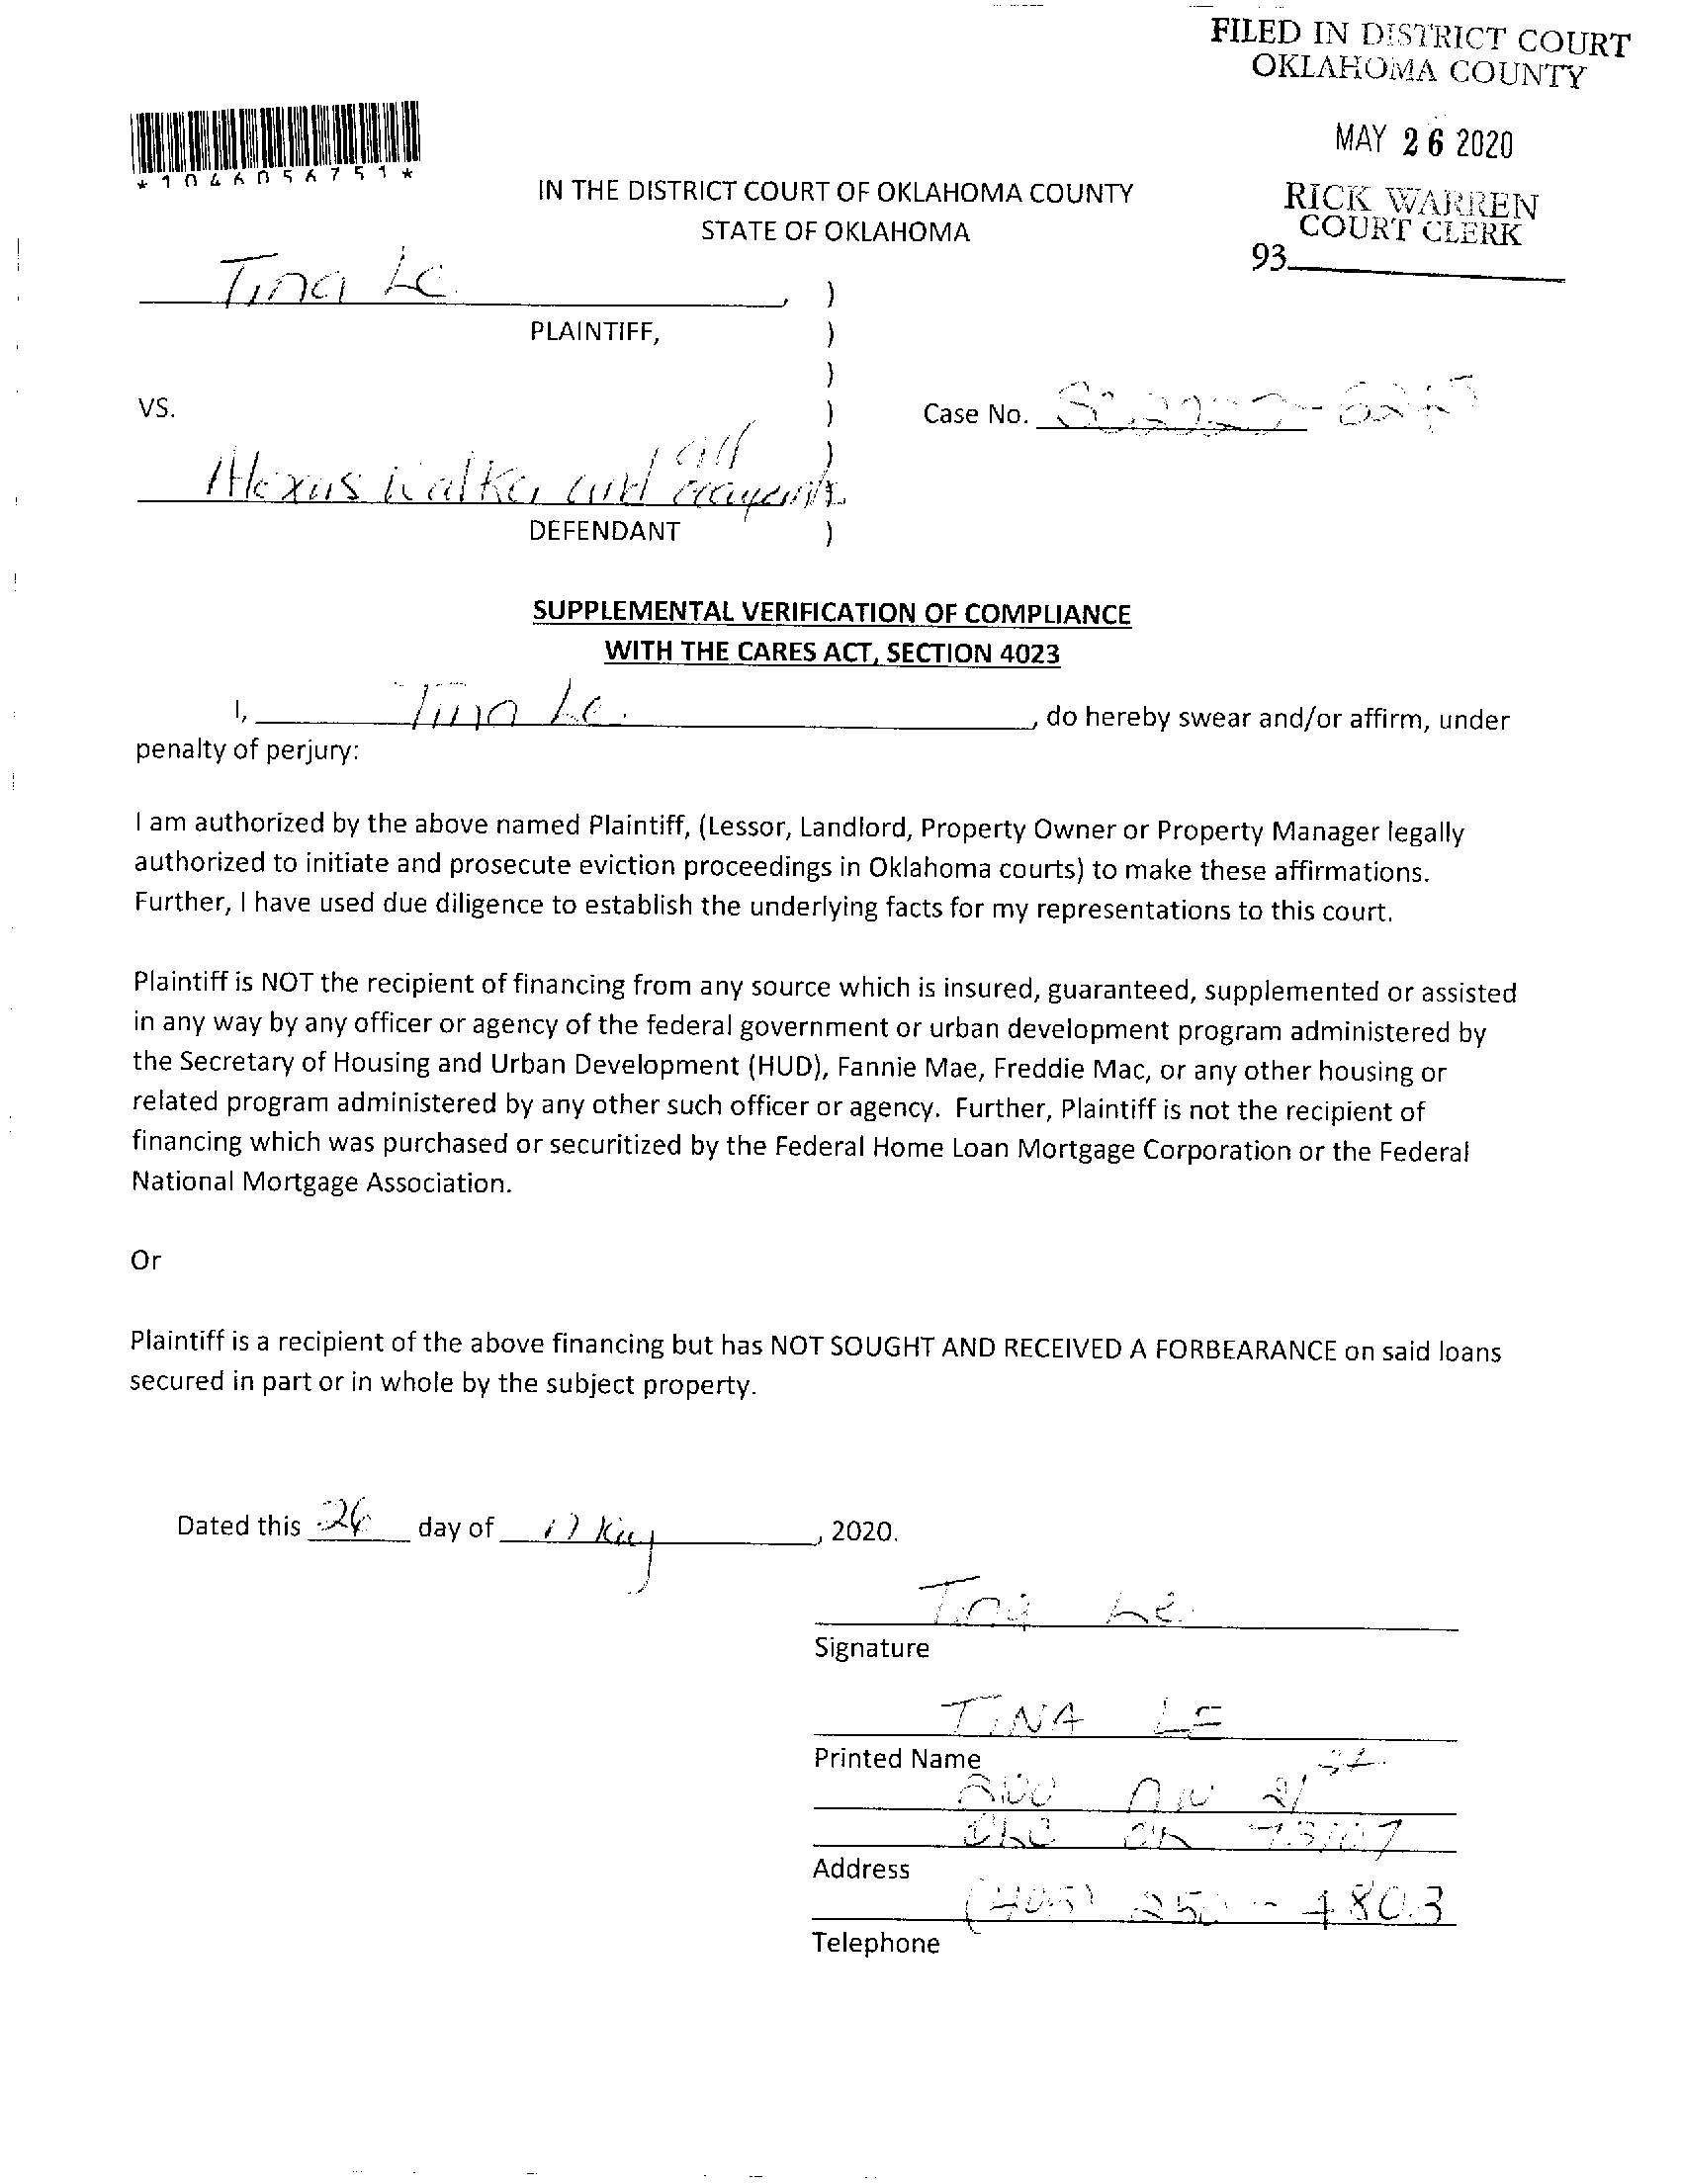 FILED IN DISTRICT COURT
OKLAHOMA COUNTY
MAY 26 2020
RICK WARREN
COURT CLERK
93
*1046056751*
IN THE DISTRICT COURT OF OKLAHOMA COUNTY
STATE OF OKLAHOMA
Tina Le , )
PLAINTIFF, )
)
VS. ) Case No.
all )
Alexus Walker and occupants
DEFENDANT )
SUPPLEMENTAL VERIFICATION OF COMPLIANCE
WITH THE CARES ACT, SECTION 4023
I, Tina Le. , do hereby swear and/or affirm, under
penalty of perjury:
I am authorized by the above named Plaintiff, (Lessor, Landlord, Property Owner or Property Manager legally
authorized to initiate and prosecute eviction proceedings in Oklahoma courts) to make these affirmations.
Further, I have used due diligence to establish the underlying facts for my representations to this court.
Plaintiff is NOT the recipient of financing from any source which is insured, guaranteed, supplemented or assisted
in any way by any officer or agency of the federal government or urban development program administered by
the Secretary of Housing and Urban Development (HUD), Fannie Mae, Freddie Mac, or any other housing or
related program administered by any other such officer or agency. Further, Plaintiff is not the recipient of
financing which was purchased or securitized by the Federal Home Loan Mortgage Corporation or the Federal
National Mortgage Association.
Or
Plaintiff is a recipient of the above financing but has NOT SOUGHT AND RECEIVED A FORBEARANCE on said loans
secured in part or in whole by the subject property.
Dated this 26 day of May , 2020.
Tina Le.
Signature
TINA LE
Printed Name
NW 21st
OKC OK 73107
Address
(405) 4803
Telephone